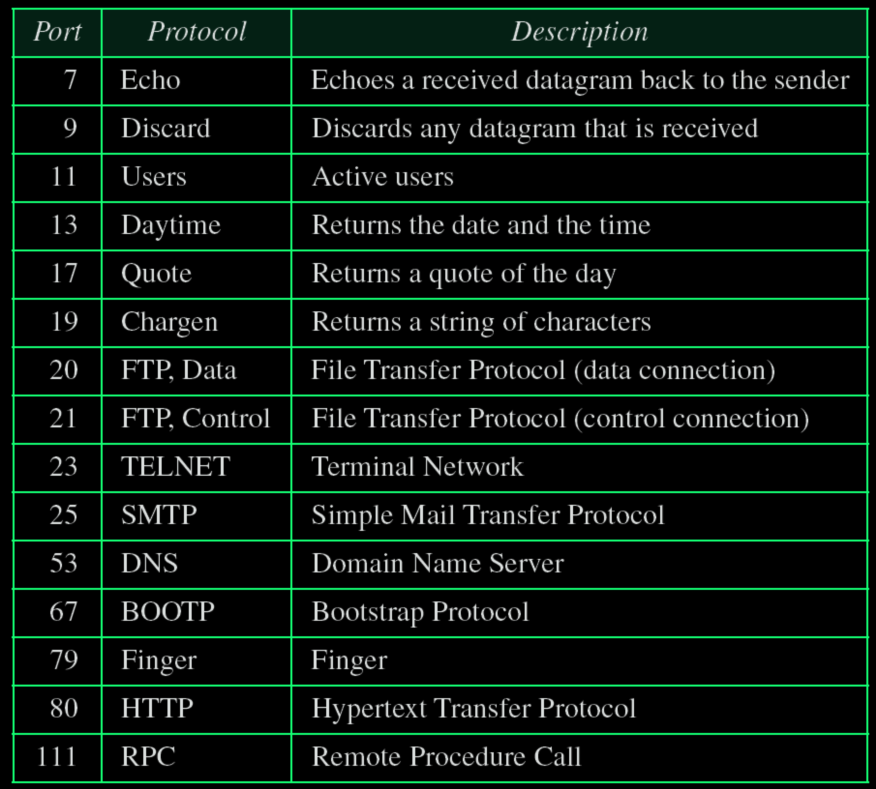 Port Protocol Description
7 Echo Echoes a received datagram back to the sender
9 Discard Discards any datagram that is received
11 Users Active users
13 Daytime Returns the date and the time
17 Quote Returns a quote of the day
19 Chargen Returns a string of characters
20 FTP, Data File Transfer Protocol (data connection)
21 FTP, Control File Transfer Protocol (control connection)
23 TELNET Terminal Network
25 SMTP Simple Mail Transfer Protocol
53 DNS Domain Name Server
67 BOOTP Bootstrap Protocol
79 Finger Finger
80 HTTP Hypertext Transfer Protocol
111 RPC Remote Procedure Call